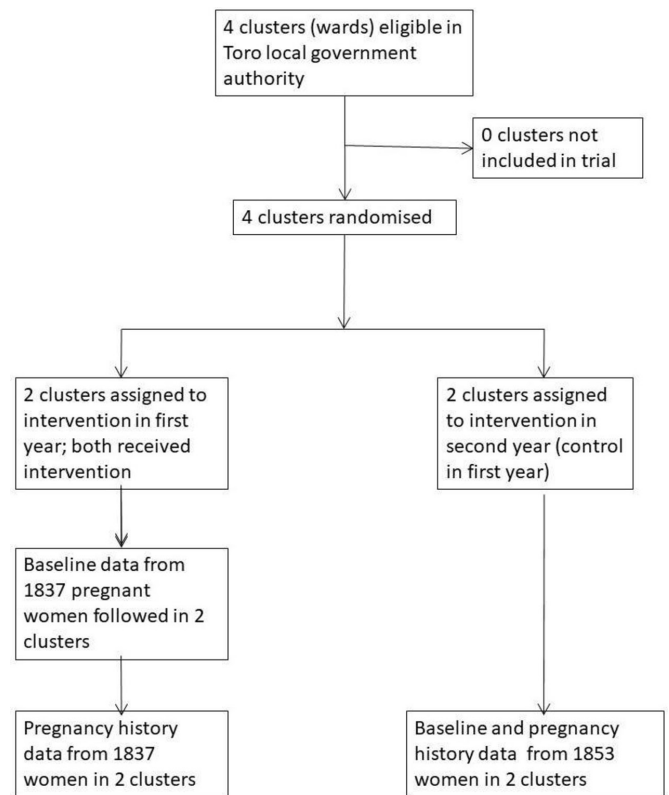 4 clusters (wards) eligible in
Toro local government
authority
0 clusters not
included in trial
4 clusters randomised
2 clusters assigned to
intervention in first
year; both received
intervention
2 clusters assigned
to intervention in
second year (control
in first year)
Baseline data from
1837 pregnant
women followed in 2
clusters
Pregnancy history
data from 1837
women in 2 clusters
Baseline and pregnancy
history data from 1853
women in 2 clusters